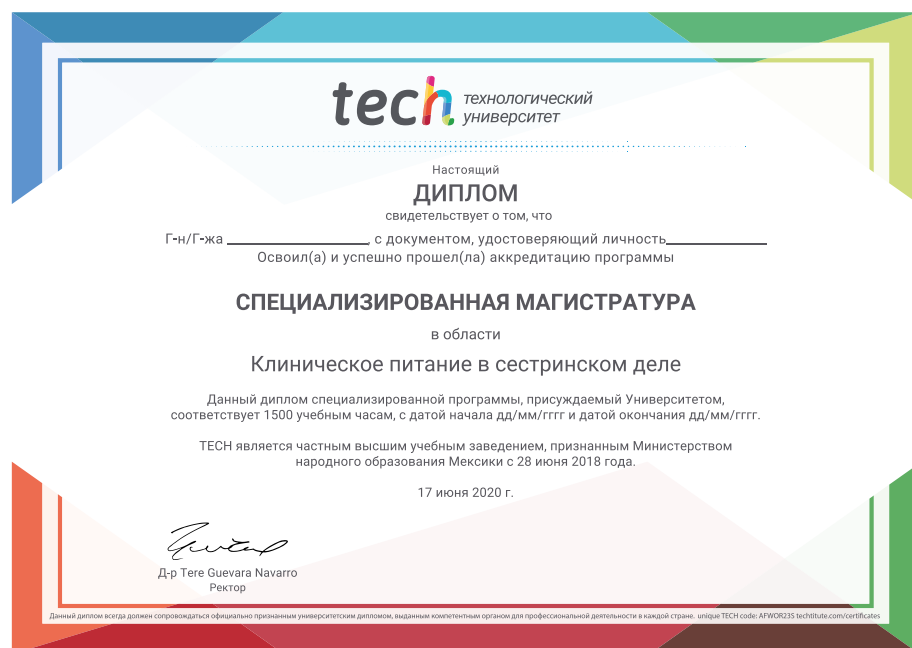 tech технологический
университет
Настоящий
ДИПЛОМ
свидетельствует о том, что
Г-н/Г-жа , с документом, удостоверяющий личность
Освоил(а) и успешно прошел(ла) аккредитацию программы
СПЕЦИАЛИЗИРОВАННАЯ МАГИСТРАТУРА
в области
Клиническое питание в сестринском деле
Данный диплом специализированной программы, присуждаемый Университетом,
соответствует 1500 учебным часам, с датой начала дд/мм/гггг и датой окончания дд/мм/гггг.
TECH является частным высшим учебным заведением, признанным Министерством
народного образования Мексики с 28 июня 2018 года.
17 июня 2020 г.
Д-р Tere Guevara Navarro
Ректор
Данный диплом всегда должен сопровождаться официально признанным университетским дипломом, выданным компетентным органом для профессиональной деятельности в каждой стране. unique TECH code: AFWOR23S techtitute.com/certificates